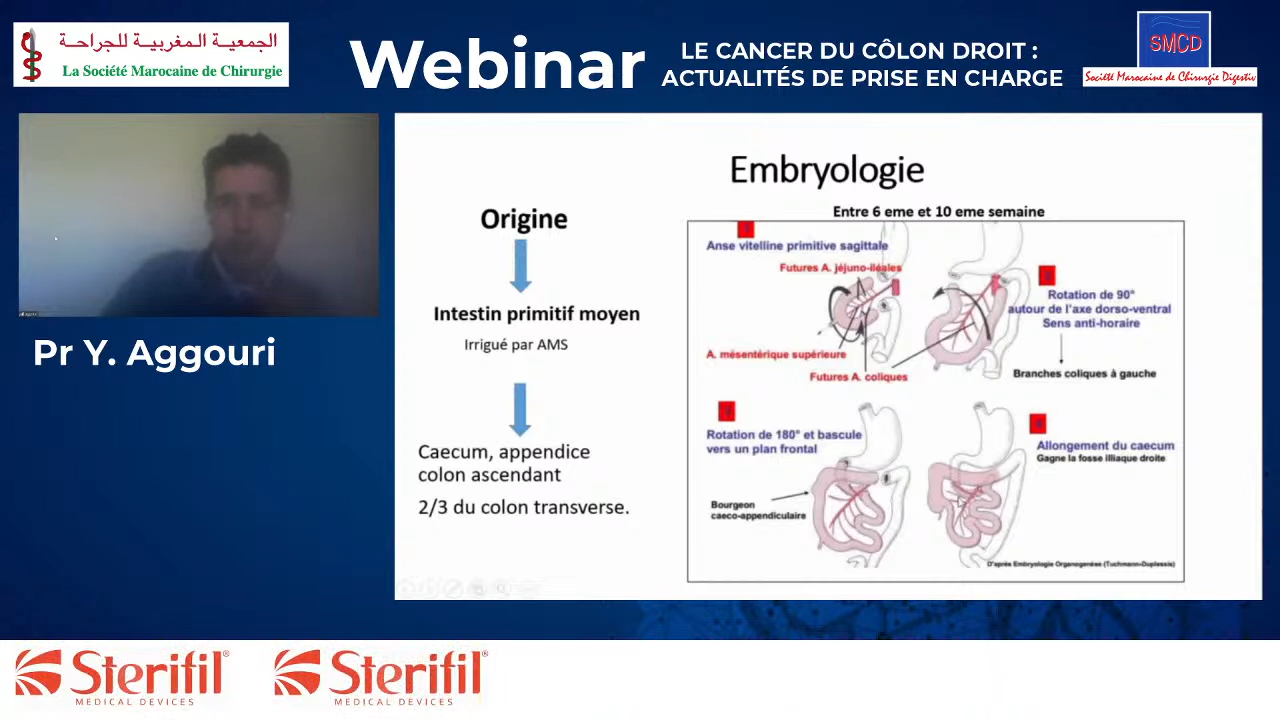 الجمعية المغربية للجراحة
La Société Marocaine de Chirurgie
Webinar
LE CANCER DU CÔLON DROIT :
ACTUALITÉS DE PRISE EN CHARGE
SMCD
Société Marocaine de Chirurgie Digestiv
Pr Y. Aggouri
Embryologie
Origine
Intestin primitif moyen
Irrigué par AMS
Caecum, appendice
colon ascendant
2/3 du colon transverse.
Entre 6 eme et 10 eme semaine
Anse vitelline primitive sagittale
Futures A. jéjuno-iléales
A. mésentérique supérieure
Futures A. coliques
Rotation de 90°
autour de l'axe dorso-ventral
Sens anti-horaire
Branches coliques à gauche
Rotation de 180° et bascule
vers un plan frontal
Bourgeon
caeco-appendiculaire
Allongement du caecum
Gagne la fosse illiaque droite
D'après Embryologie Organogenèse (Tuchmann-Duplessis)
Sterifil®
MEDICAL DEVICES
Sterifil®
MEDICAL DEVICES